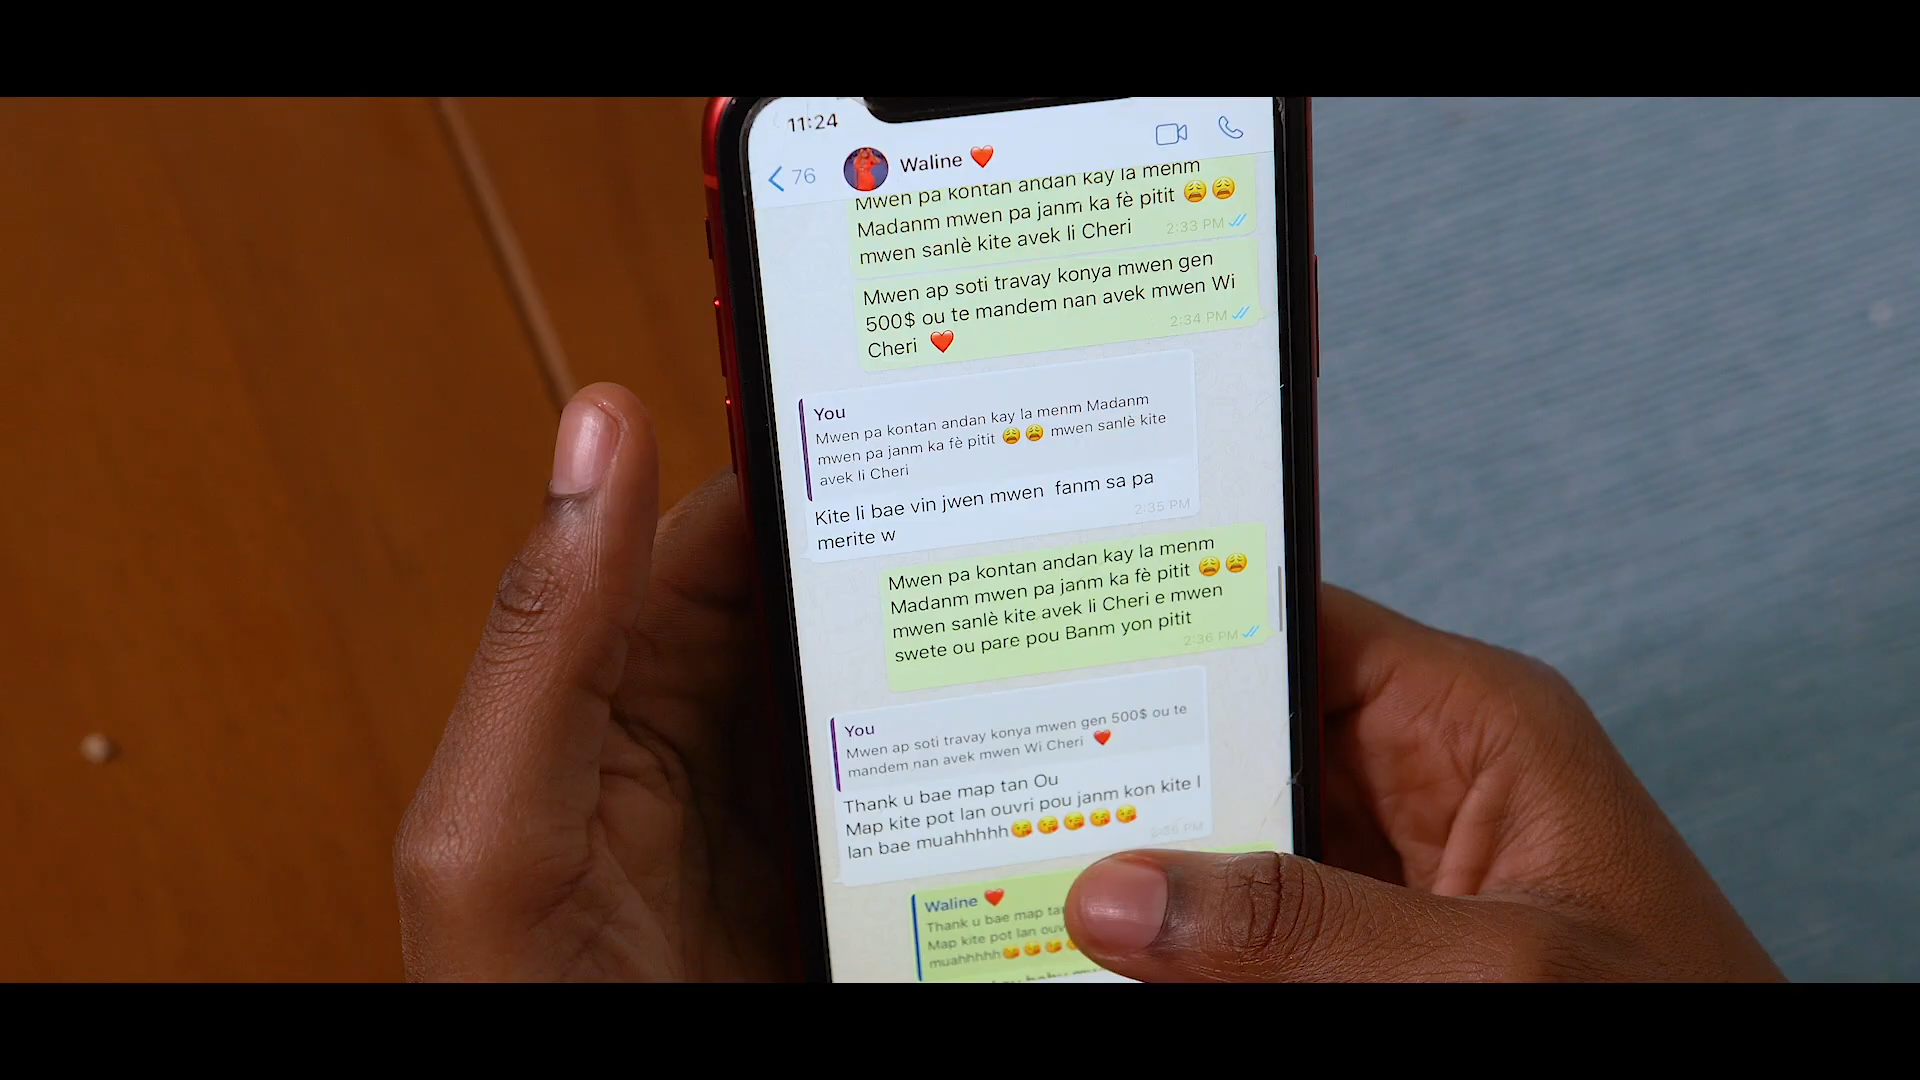 11:24
76
Waline ❤️
Mwen pa kontan andan kay la menm
Madanm mwen pa janm ka fè pitit 😩😩
mwen sanlè kite avek li Cheri
2:33 PM
Mwen ap soti travay konya mwen gen
500$ ou te mandem nan avek mwen Wi
Cheri ❤️
2:34 PM
You
Mwen pa kontan andan kay la menm Madanm
mwen pa janm ka fè pitit 😩😩 mwen sanlè kite
avek li Cheri
Kite li bae vin jwen mwen fanm sa pa
merite w
2:35 PM
Mwen pa kontan andan kay la menm
Madanm mwen pa janm ka fè pitit 😩😩
mwen sanlè kite avek li Cheri e mwen
swete ou pare pou Banm yon pitit
2:36 PM
You
Mwen ap soti travay konya mwen gen 500$ ou te
mandem nan avek mwen Wi Cheri ❤️
Thank u bae map tan Ou
Map kite pot lan ouvri pou janm kon kite l
lan bae muahhhhh😘😘😘😘😘
2:36 PM
Waline ❤️
Thank u bae map
Map kite pot lan
muahhhhh😘😘😘